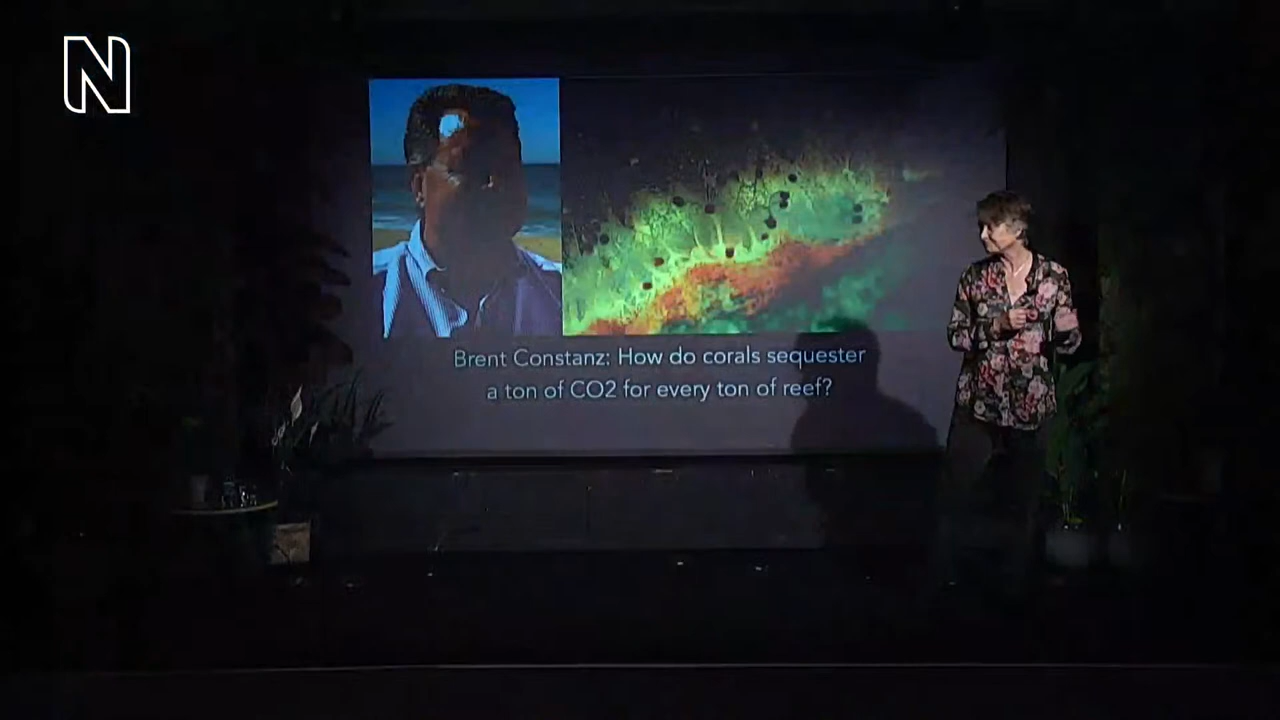 N
Brent Constanz: How do corals sequester
a ton of CO2 for every ton of reef?